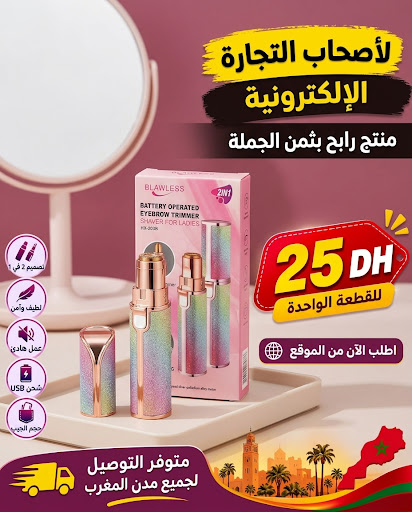 لأصحاب التجارة
الإلكترونية
منتج رابح بثمن الجملة
BLAWLESS
2IN1
BATTERY OPERATED
EYEBROW TRIMMER
SHAVER FOR LADIES
25 DH
للقطعة الواحدة
اطلب الآن من الموقع
تصميم 2 في 1
لطيف وآمن
عمل هادئ
شحن USB
حجم الجيب
متوفر التوصيل
لجميع مدن المغرب